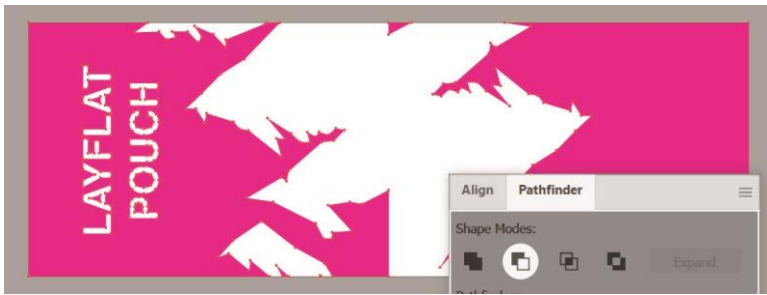 LAYFLAT
POUCH
Align
Pathfinder
Shape Modes:
Expand